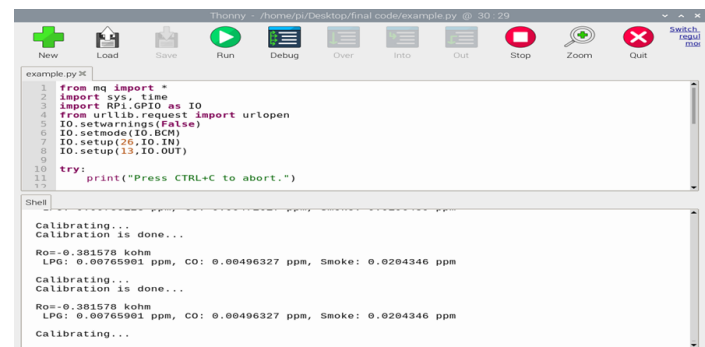 Thonny - /home/pi/Desktop/final code/example.py @ 30:29
New Load Save Run Debug Over Into Out Stop Zoom Quit
Switch
regul
mo
example.py
1 from mq import *
2 import sys, time
3 import RPi.GPIO as IO
4 from urllib.request import urlopen
5 IO.setwarnings(False)
6 IO.setmode(IO.BCM)
7 IO.setup(26,IO.IN)
8 IO.setup(13,IO.OUT)
9
10 try:
11 print("Press CTRL+C to abort.")
12
Shell
Calibrating...
Calibration is done...
Ro=-0.381578 kohm
LPG: 0.00765901 ppm, CO: 0.00496327 ppm, Smoke: 0.0204346 ppm
Calibrating...
Calibration is done...
Ro=-0.381578 kohm
LPG: 0.00765901 ppm, CO: 0.00496327 ppm, Smoke: 0.0204346 ppm
Calibrating...